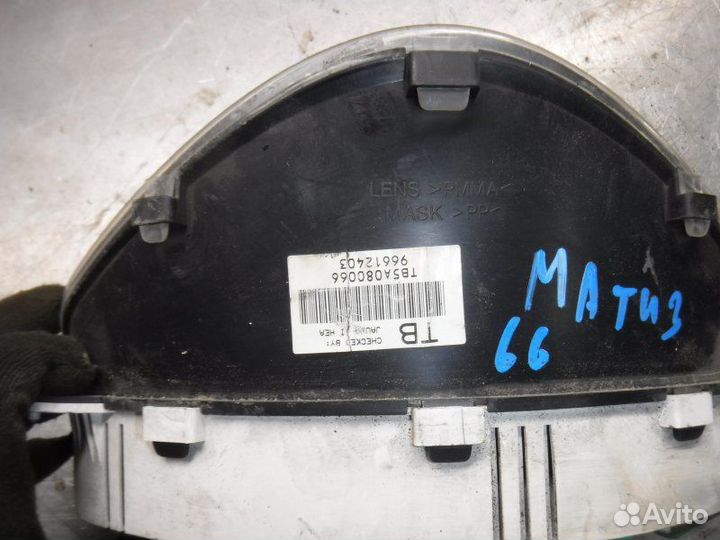 LENS >PMMA<
MASK >PP<
96612403
TB5A080066
TB
CHECKED BY:
матиз
66
Avito